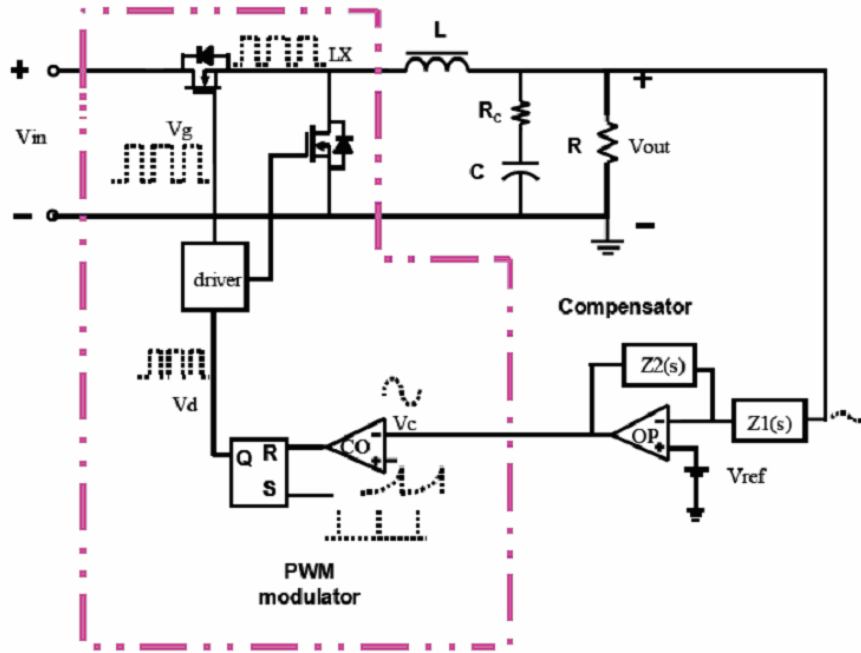 L
LX
+
+
Vin
Vg
Rc
C
R
Vout
-
-
driver
Compensator
Z2(s)
Vd
Vc
-
Z1(s)
Q
R
CO
+
OP
+
S
Vref
PWM
modulator